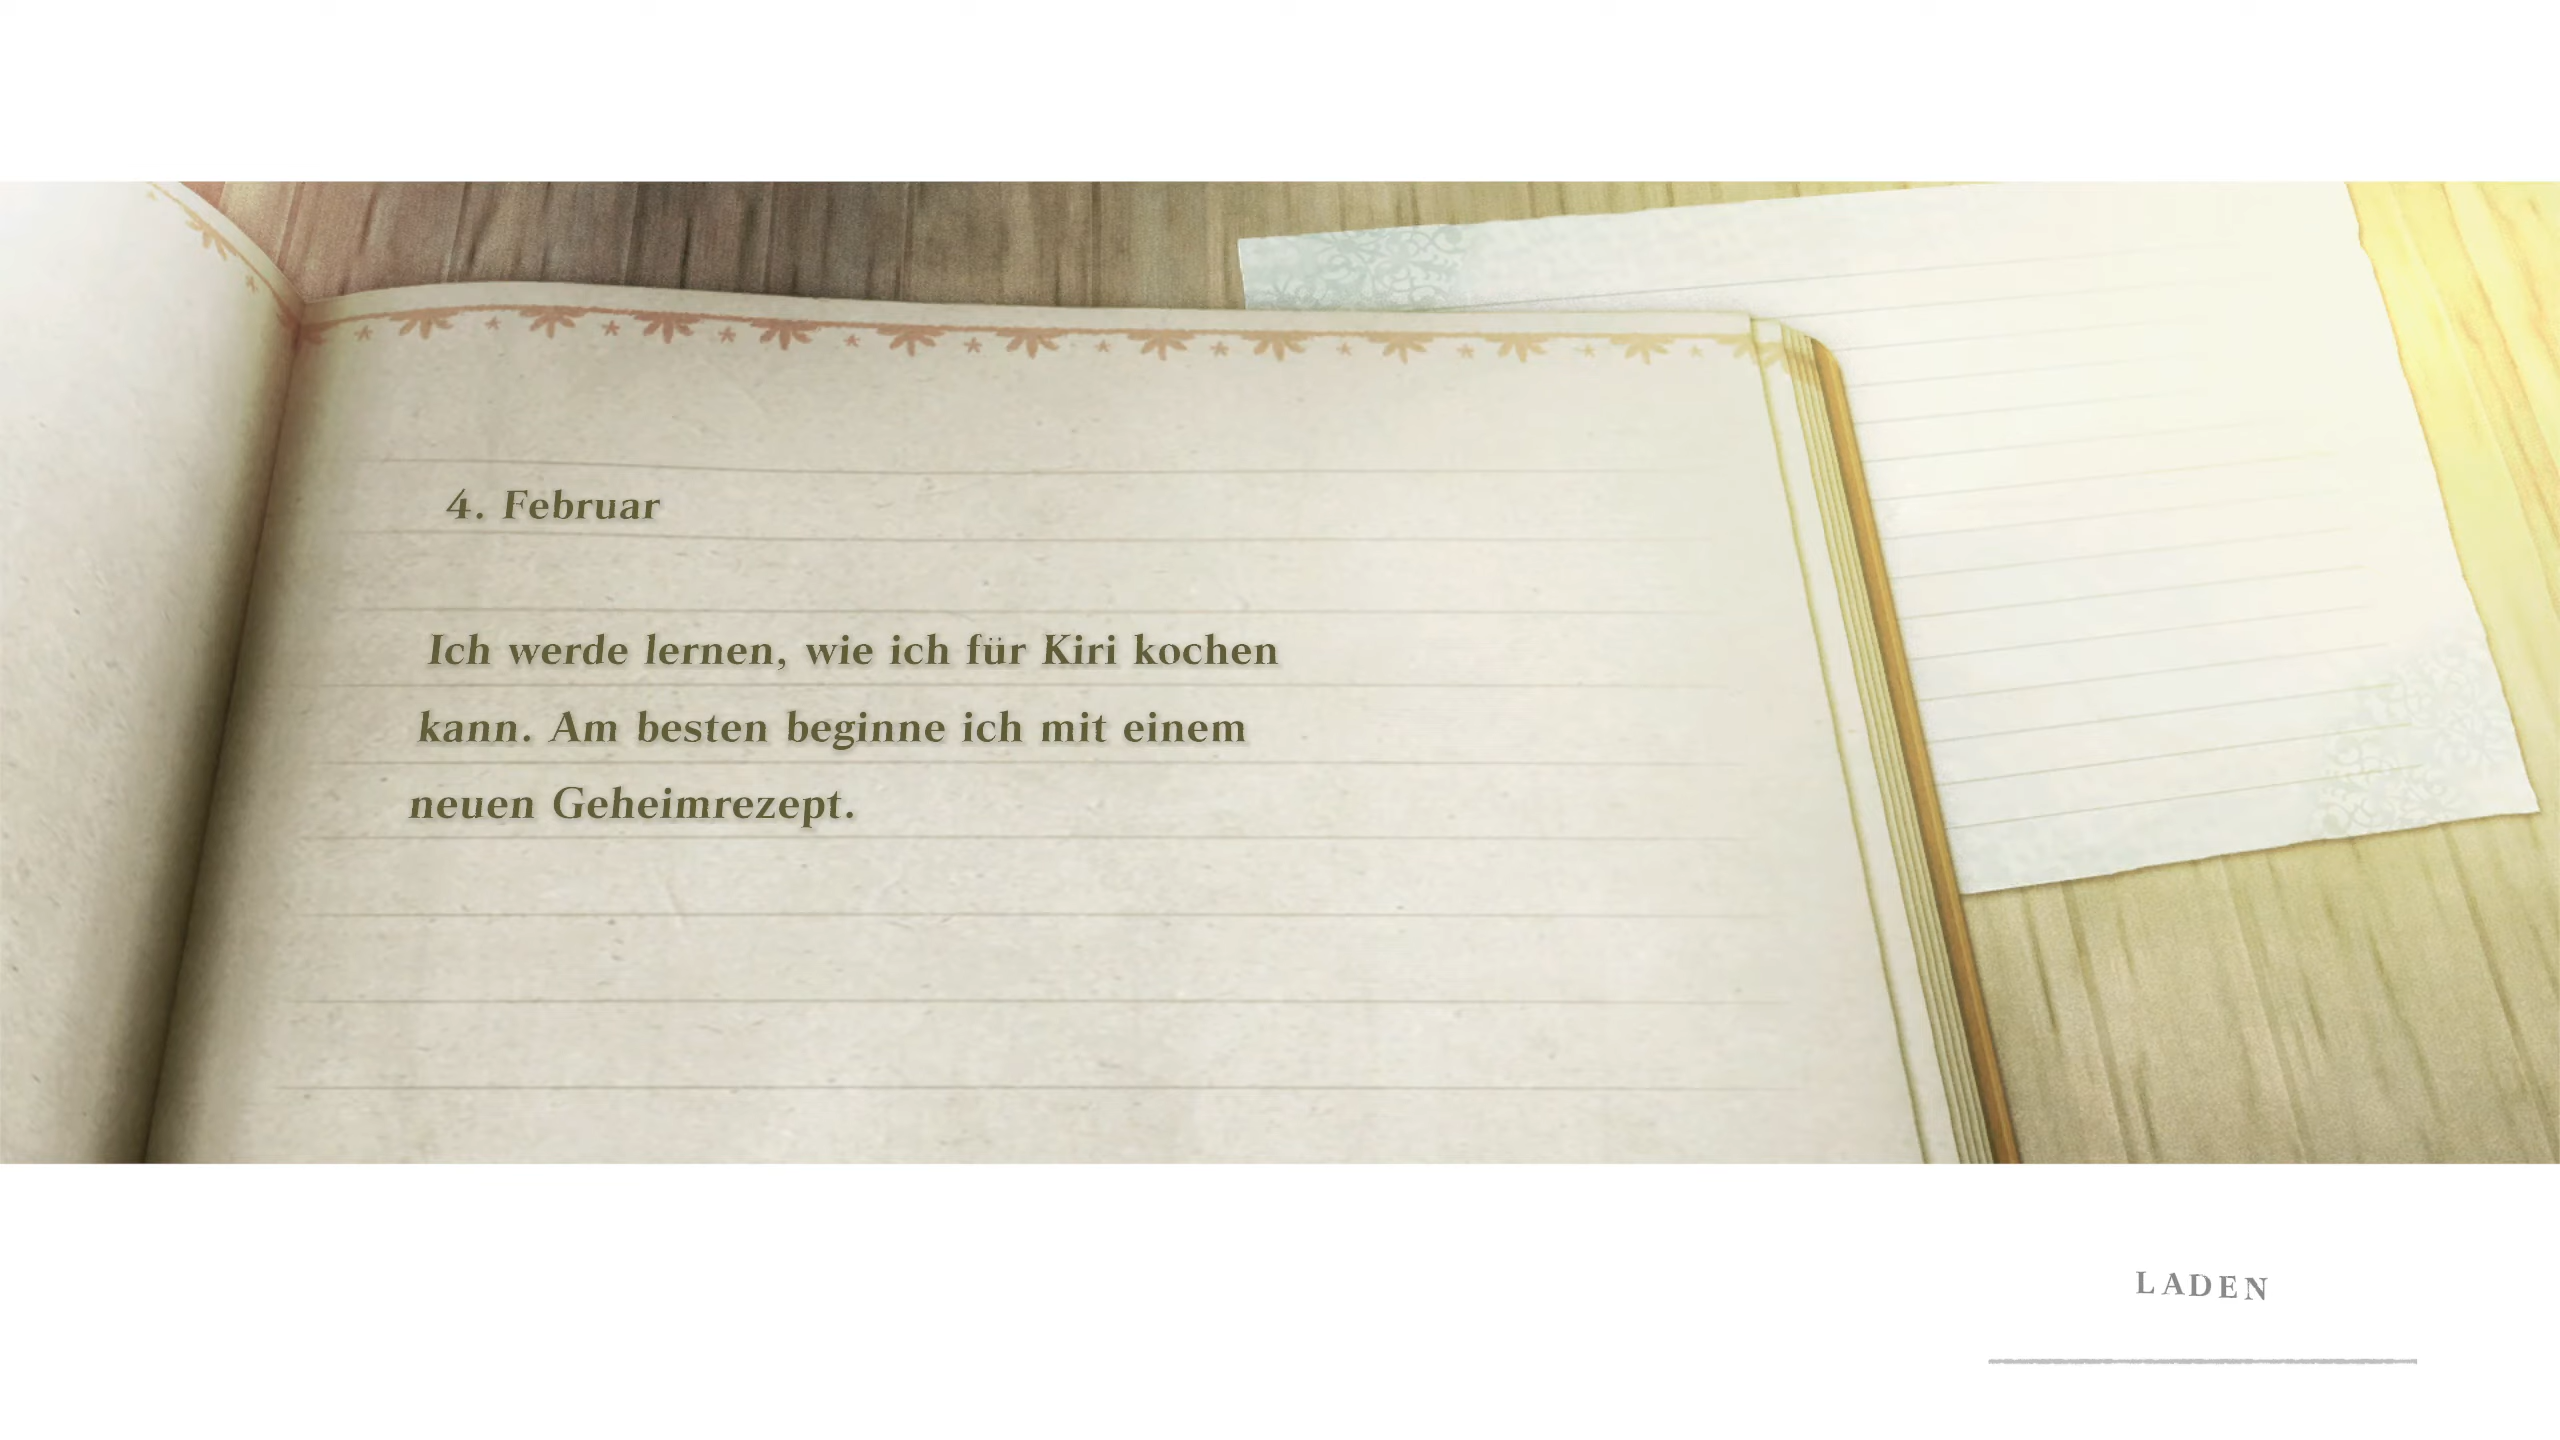 4. Februar
Ich werde lernen, wie ich für Kiri kochen
kann. Am besten beginne ich mit einem
neuen Geheimrezept.
LADEN